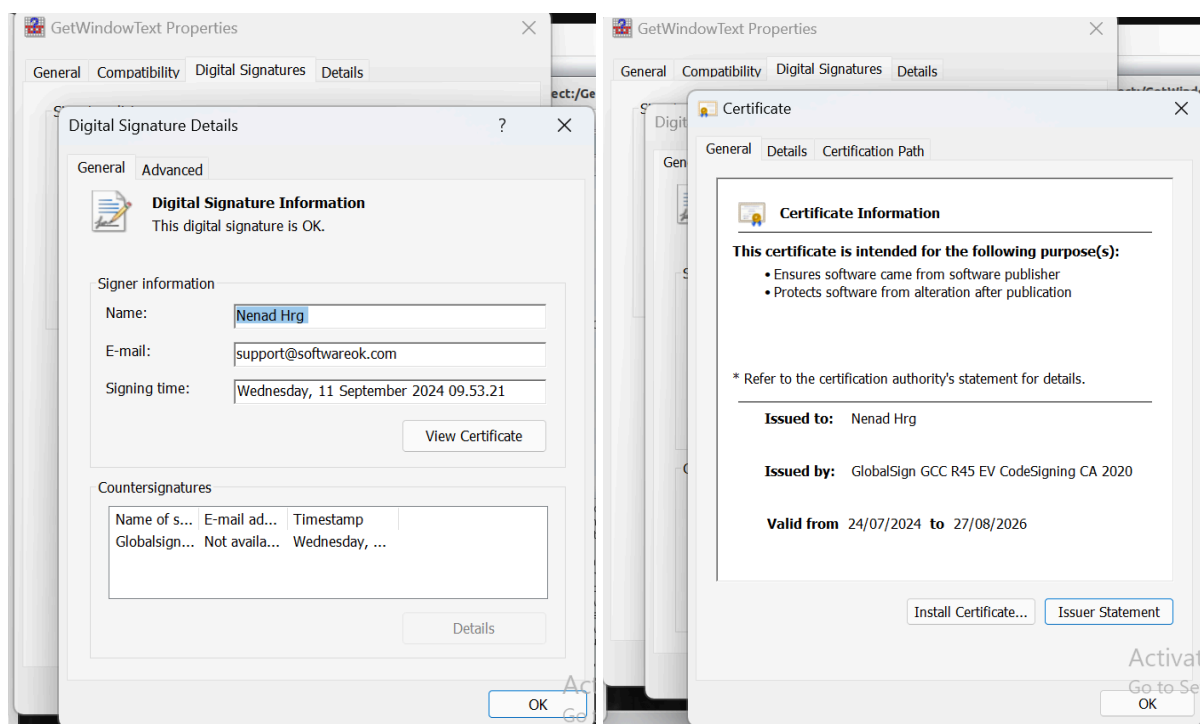 GetWindowText Properties
General Compatibility Digital Signatures Details
ect:/Ge
Digital Signature Details
?
General Advanced
Digital Signature Information
This digital signature is OK.
Signer information
Name: Nenad Hrg
E-mail: support@softwareok.com
Signing time: Wednesday, 11 September 2024 09.53.21
View Certificate
Countersignatures
Name of s... E-mail ad... Timestamp
Globalsign... Not availa... Wednesday, ...
Details
OK
GetWindowText Properties
General Compatibility Digital Signatures Details
Digit
Gen
Certificate
General Details Certification Path
Certificate Information
This certificate is intended for the following purpose(s):
• Ensures software came from software publisher
• Protects software from alteration after publication
* Refer to the certification authority's statement for details.
Issued to: Nenad Hrg
Issued by: GlobalSign GCC R45 EV CodeSigning CA 2020
Valid from 24/07/2024 to 27/08/2026
Install Certificate... Issuer Statement
Activat
Go to Se
OK